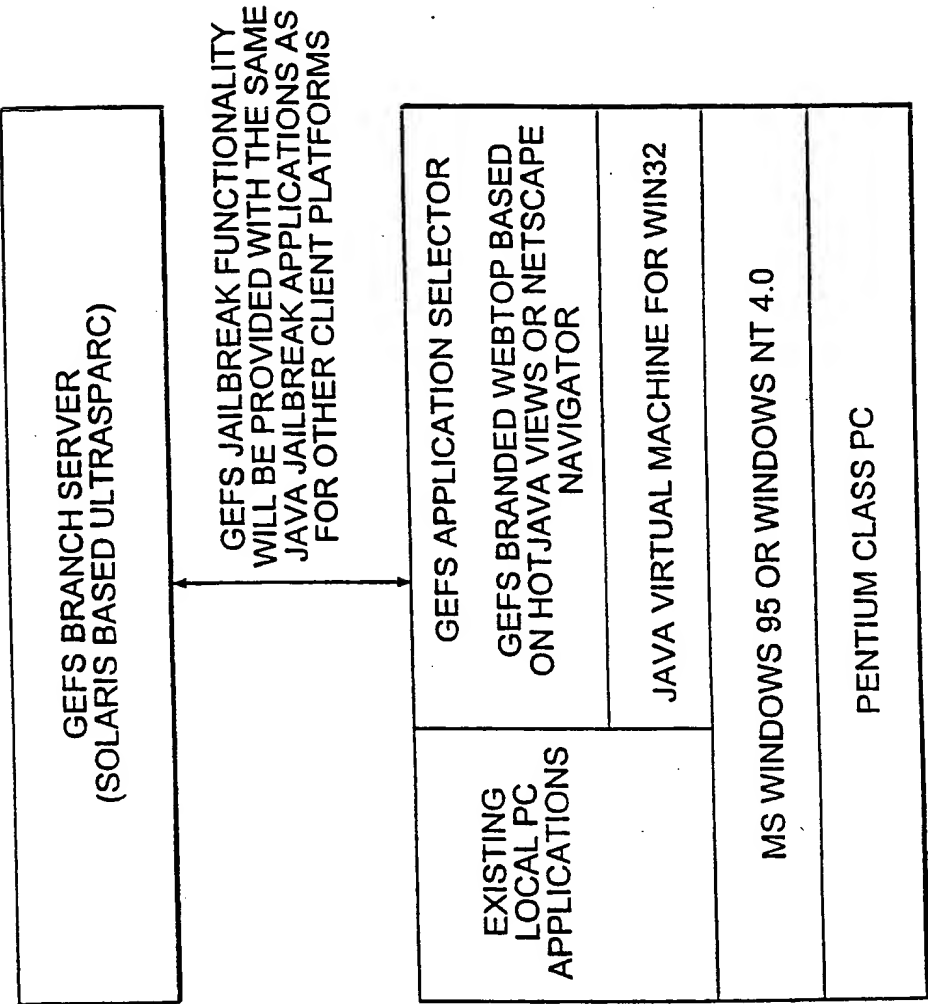 GEFS BRANCH SERVER
(SOLARIS BASED ULTRASPARC)
GEFS JAILBREAK FUNCTIONALITY
WILL BE PROVIDED WITH THE SAME
JAVA JAILBREAK APPLICATIONS AS
FOR OTHER CLIENT PLATFORMS
EXISTING
LOCAL PC
APPLICATIONS
GEFS APPLICATION SELECTOR
GEFS BRANDED WEBTOP BASED
ON HOTJAVA VIEWS OR NETSCAPE
NAVIGATOR
JAVA VIRTUAL MACHINE FOR WIN32
MS WINDOWS 95 OR WINDOWS NT 4.0
PENTIUM CLASS PC